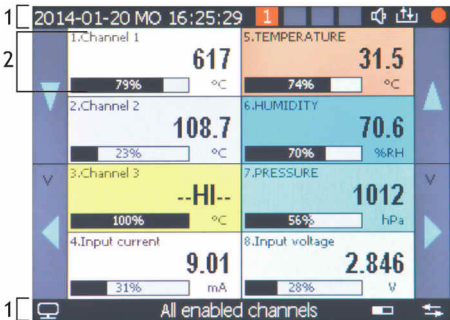 1 2014-01-20 MO 16:25:29 1
2
1.Channel 1
617
79% °C
5.TEMPERATURE
31.5
74% °C
2.Channel 2
108.7
23% °C
6.HUMIDITY
70.6
70% %RH
3.Channel 3
--HI--
100% °C
7.PRESSURE
1012
56% hPa
4.Input current
9.01
31% mA
8.Input voltage
2.846
28% V
V V
1 All enabled channels